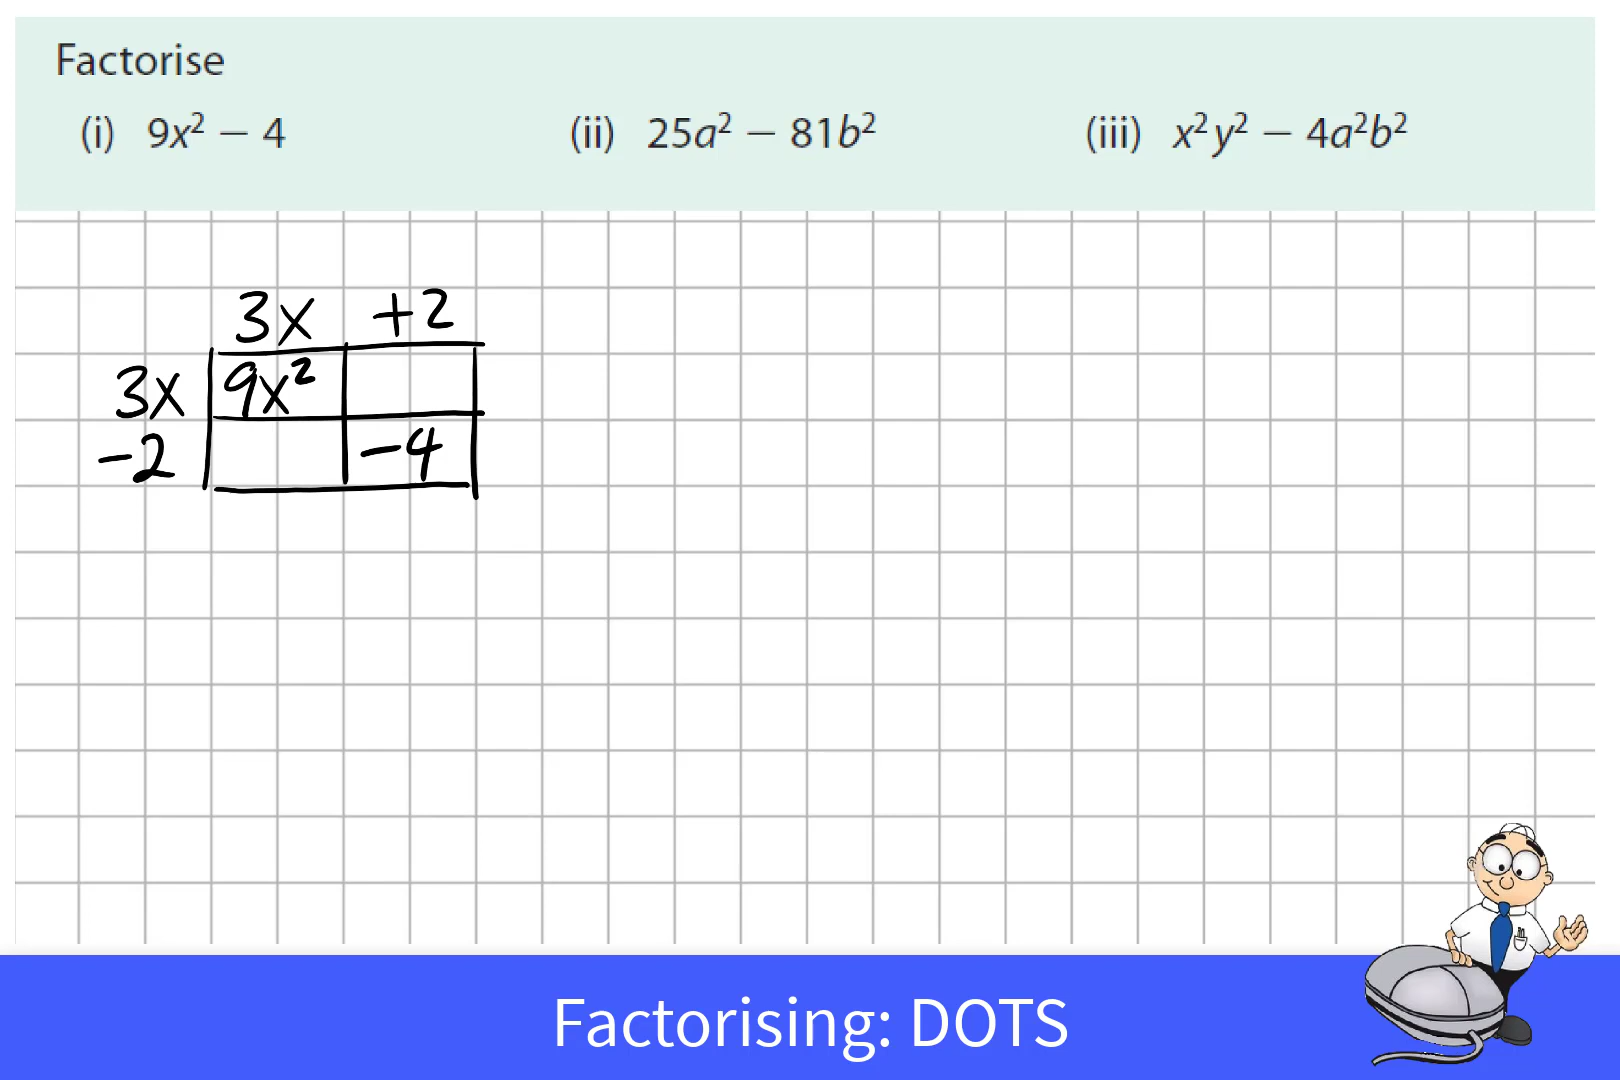 Factorise
(i) 9x² – 4 (ii) 25a² – 81b² (iii) x²y² – 4a²b²
3x +2
3x 9x²
-2 -4
Factorising: DOTS